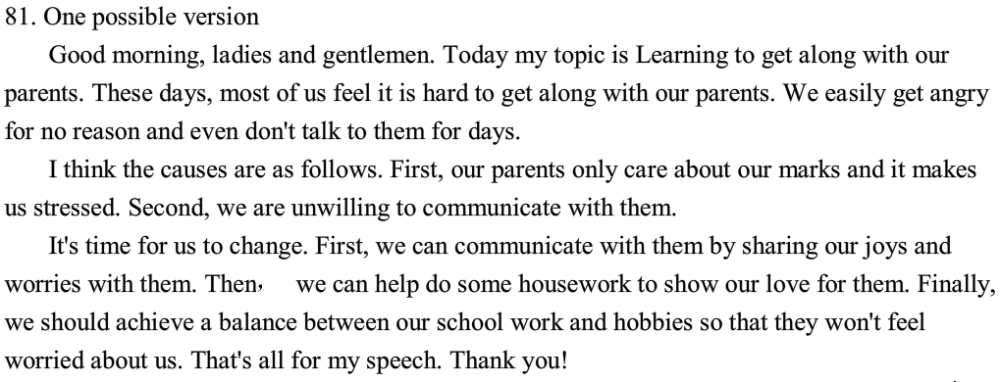 81. One possible version
Good morning, ladies and gentlemen. Today my topic is Learning to get along with our
parents. These days, most of us feel it is hard to get along with our parents. We easily get angry
for no reason and even don't talk to them for days.
I think the causes are as follows. First, our parents only care about our marks and it makes
us stressed. Second, we are unwilling to communicate with them.
It's time for us to change. First, we can communicate with them by sharing our joys and
worries with them. Then， we can help do some housework to show our love for them. Finally,
we should achieve a balance between our school work and hobbies so that they won't feel
worried about us. That's all for my speech. Thank you!